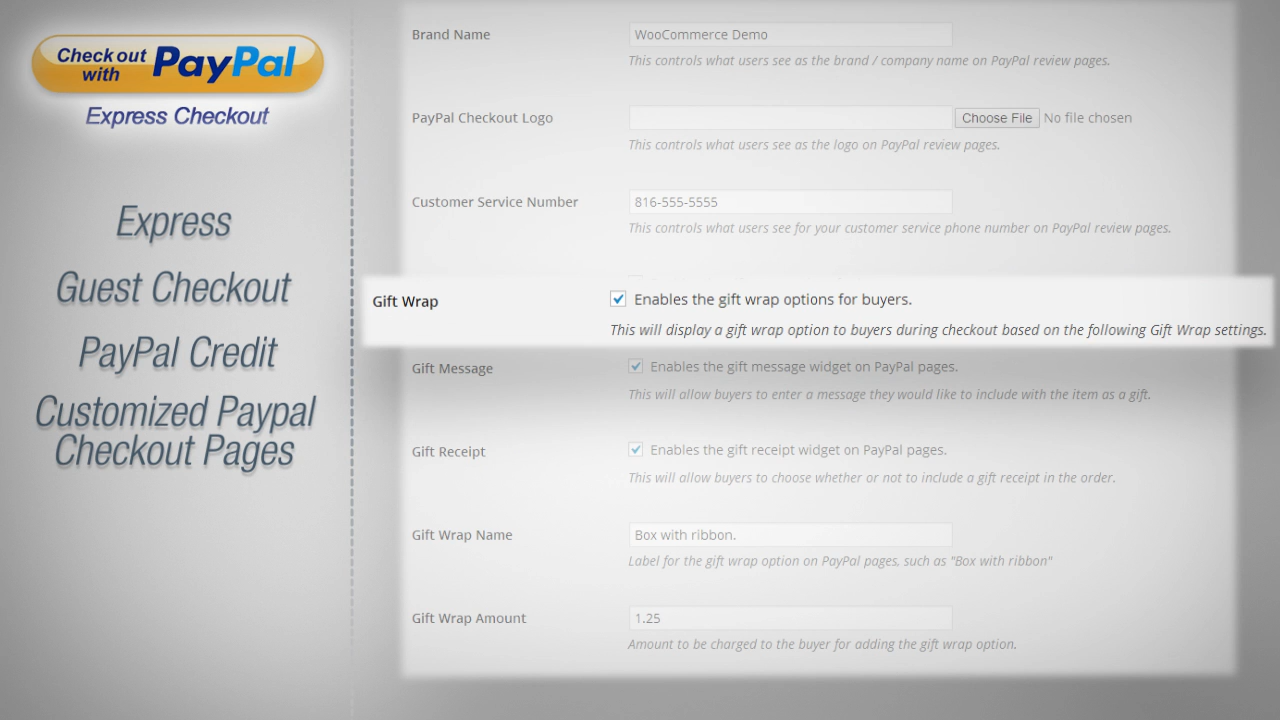 Check out
with PayPal
Express Checkout
Express
Guest Checkout
PayPal Credit
Customized Paypal
Checkout Pages
Brand Name
WooCommerce Demo
This controls what users see as the brand / company name on PayPal review pages.
PayPal Checkout Logo
Choose File No file chosen
This controls what users see as the logo on PayPal review pages.
Customer Service Number
816-555-5555
This controls what users see for your customer service phone number on PayPal review pages.
Gift Wrap
Enables the gift wrap options for buyers.
This will display a gift wrap option to buyers during checkout based on the following Gift Wrap settings.
Gift Message
Enables the gift message widget on PayPal pages.
This will allow buyers to enter a message they would like to include with the item as a gift.
Gift Receipt
Enables the gift receipt widget on PayPal pages.
This will allow buyers to choose whether or not to include a gift receipt in the order.
Gift Wrap Name
Box with ribbon.
Label for the gift wrap option on PayPal pages, such as "Box with ribbon"
Gift Wrap Amount
1.25
Amount to be charged to the buyer for adding the gift wrap option.